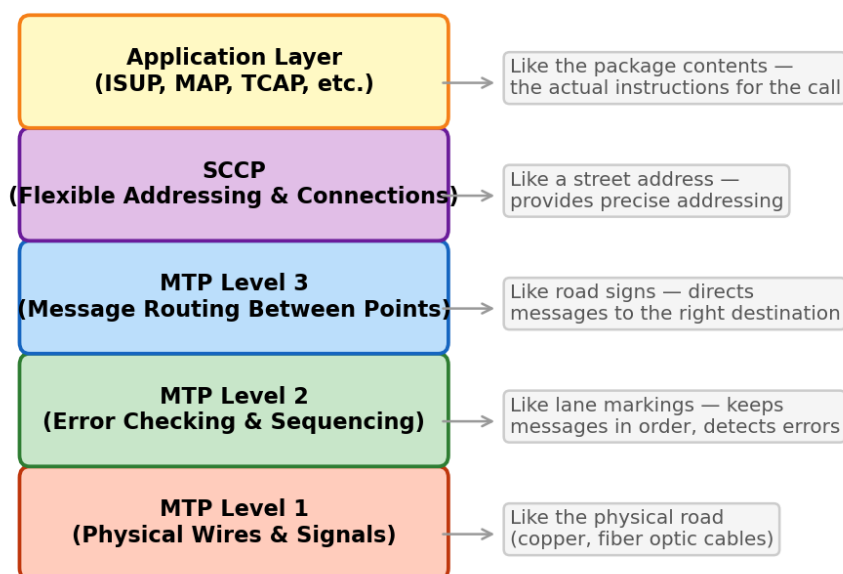 Application Layer
(ISUP, MAP, TCAP, etc.)
Like the package contents —
the actual instructions for the call
SCCP
(Flexible Addressing & Connections)
Like a street address —
provides precise addressing
MTP Level 3
(Message Routing Between Points)
Like road signs — directs
messages to the right destination
MTP Level 2
(Error Checking & Sequencing)
Like lane markings — keeps
messages in order, detects errors
MTP Level 1
(Physical Wires & Signals)
Like the physical road
(copper, fiber optic cables)